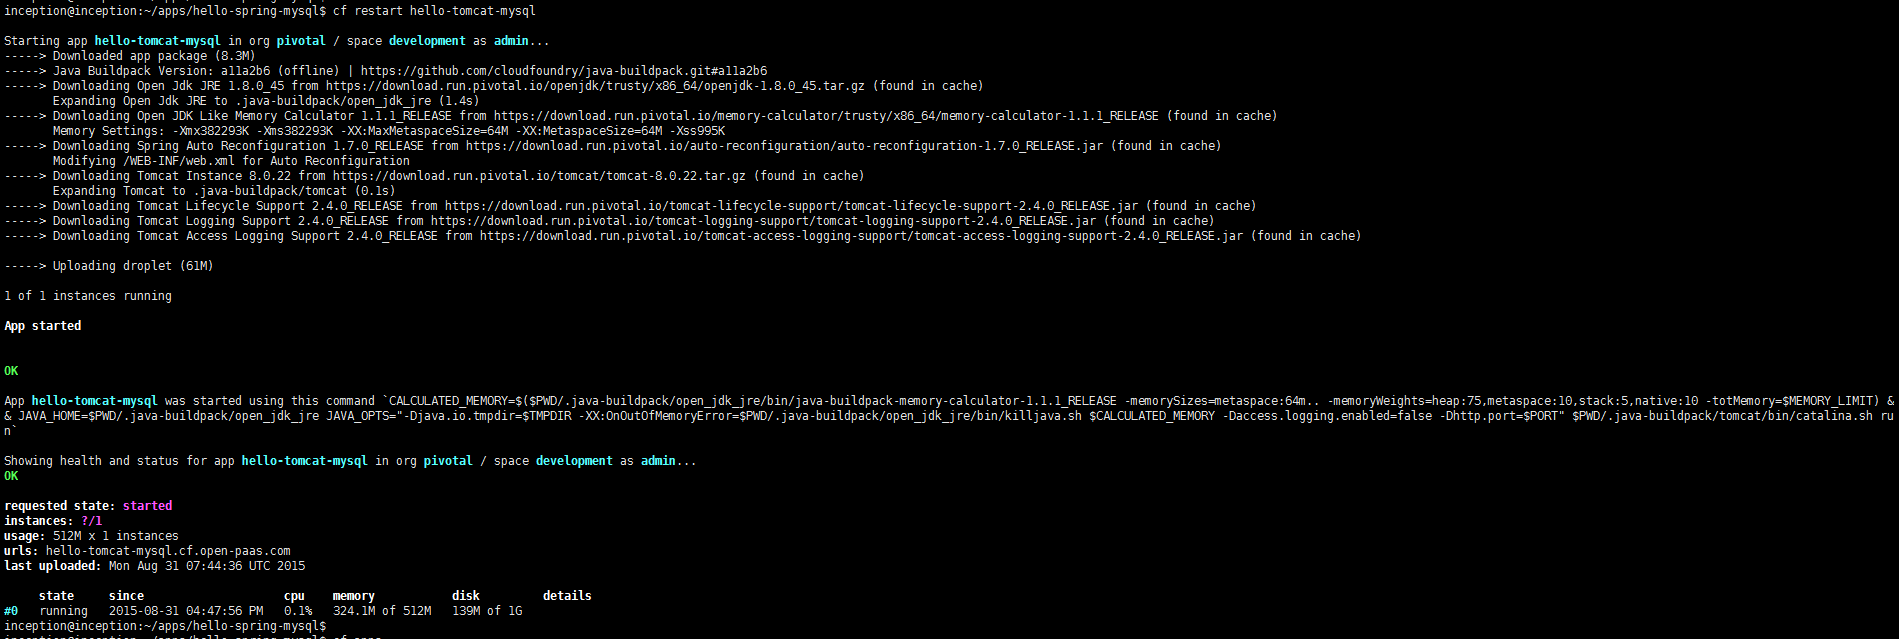 inception@inception:~/apps/hello-spring-mysql$ cf restart hello-tomcat-mysql
Starting app hello-tomcat-mysql in org pivotal / space development as admin...
-----> Downloaded app package (8.3M)
-----> Java Buildpack Version: a11a2b6 (offline) | https://github.com/cloudfoundry/java-buildpack.git#a11a2b6
-----> Downloading Open Jdk JRE 1.8.0_45 from https://download.run.pivotal.io/openjdk/trusty/x86_64/openjdk-1.8.0_45.tar.gz (found in cache)
Expanding Open Jdk JRE to .java-buildpack/open_jdk_jre (1.4s)
-----> Downloading Open JDK Like Memory Calculator 1.1.1_RELEASE from https://download.run.pivotal.io/memory-calculator/trusty/x86_64/memory-calculator-1.1.1_RELEASE (found in cache)
Memory Settings: -Xmx382293K -Xms382293K -XX:MaxMetaspaceSize=64M -XX:MetaspaceSize=64M -Xss995K
-----> Downloading Spring Auto Reconfiguration 1.7.0_RELEASE from https://download.run.pivotal.io/auto-reconfiguration/auto-reconfiguration-1.7.0_RELEASE.jar (found in cache)
Modifying /WEB-INF/web.xml for Auto Reconfiguration
-----> Downloading Tomcat Instance 8.0.22 from https://download.run.pivotal.io/tomcat/tomcat-8.0.22.tar.gz (found in cache)
Expanding Tomcat to .java-buildpack/tomcat (0.1s)
-----> Downloading Tomcat Lifecycle Support 2.4.0_RELEASE from https://download.run.pivotal.io/tomcat-lifecycle-support/tomcat-lifecycle-support-2.4.0_RELEASE.jar (found in cache)
-----> Downloading Tomcat Logging Support 2.4.0_RELEASE from https://download.run.pivotal.io/tomcat-logging-support/tomcat-logging-support-2.4.0_RELEASE.jar (found in cache)
-----> Downloading Tomcat Access Logging Support 2.4.0_RELEASE from https://download.run.pivotal.io/tomcat-access-logging-support/tomcat-access-logging-support-2.4.0_RELEASE.jar (found in cache)
-----> Uploading droplet (61M)
1 of 1 instances running
App started
OK
App hello-tomcat-mysql was started using this command `CALCULATED_MEMORY=$($PWD/.java-buildpack/open_jdk_jre/bin/java-buildpack-memory-calculator-1.1.1_RELEASE -memorySizes=metaspace:64m.. -memoryWeights=heap:75,metaspace:10,stack:5,native:10 -totMemory=$MEMORY_LIMIT) &
& JAVA_HOME=$PWD/.java-buildpack/open_jdk_jre JAVA_OPTS="-Djava.io.tmpdir=$TMPDIR -XX:OnOutOfMemoryError=$PWD/.java-buildpack/open_jdk_jre/bin/killjava.sh $CALCULATED_MEMORY -Daccess.logging.enabled=false -Dhttp.port=$PORT" $PWD/.java-buildpack/tomcat/bin/catalina.sh ru
n`
Showing health and status for app hello-tomcat-mysql in org pivotal / space development as admin...
OK
requested state: started
instances: ?/1
usage: 512M x 1 instances
urls: hello-tomcat-mysql.cf.open-paas.com
last uploaded: Mon Aug 31 07:44:36 UTC 2015
state since cpu memory disk details
#0 running 2015-08-31 04:47:56 PM 0.1% 324.1M of 512M 139M of 1G
inception@inception:~/apps/hello-spring-mysql$